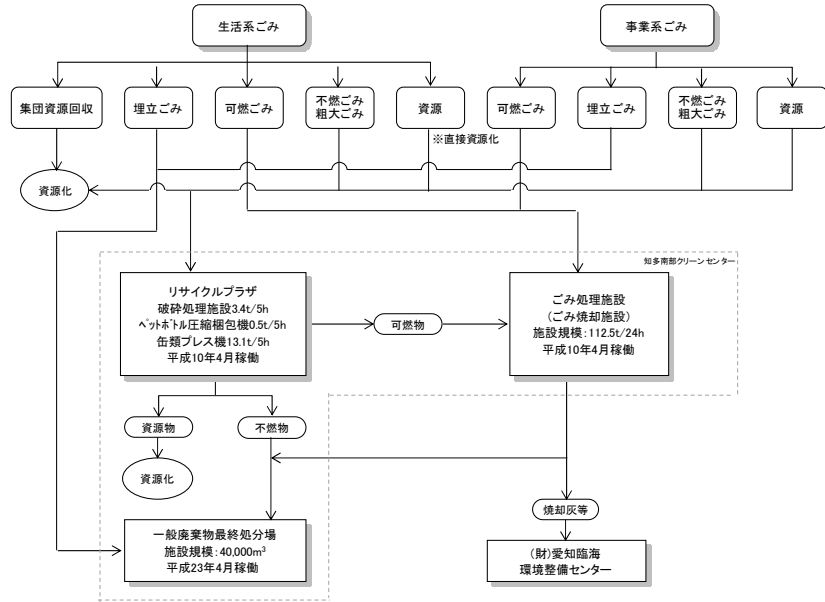 生活系ごみ
事業系ごみ
集団資源回収
埋立ごみ
可燃ごみ
不燃ごみ
粗大ごみ
資源
可燃ごみ
埋立ごみ
不燃ごみ
粗大ごみ
資源
※直接資源化
資源化
知多南部クリーンセンター
リサイクルプラザ
破砕処理施設3.4t/5h
ペットボトル圧縮梱包機0.5t/5h
缶類プレス機13.1t/5h
平成10年4月稼働
可燃物
ごみ処理施設
(ごみ焼却施設)
施設規模:112.5t/24h
平成10年4月稼働
資源物
不燃物
資源化
焼却灰等
一般廃棄物最終処分場
施設規模:40,000m³
平成23年4月稼働
(財)愛知臨海
環境整備センター